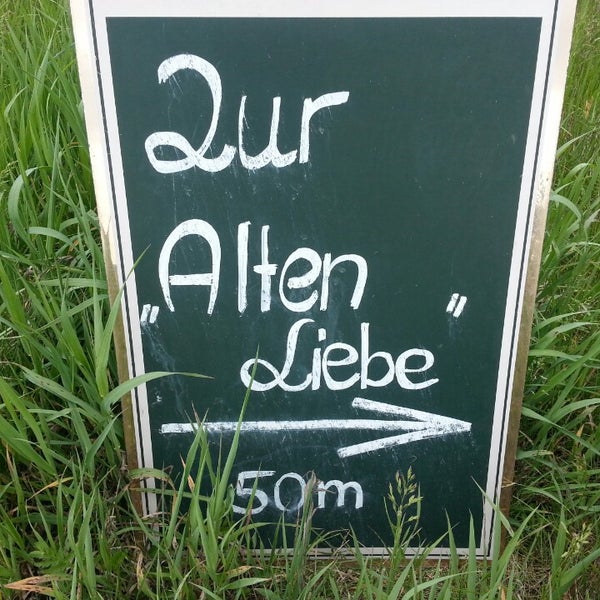 Zur
„Alten
Liebe"
50m